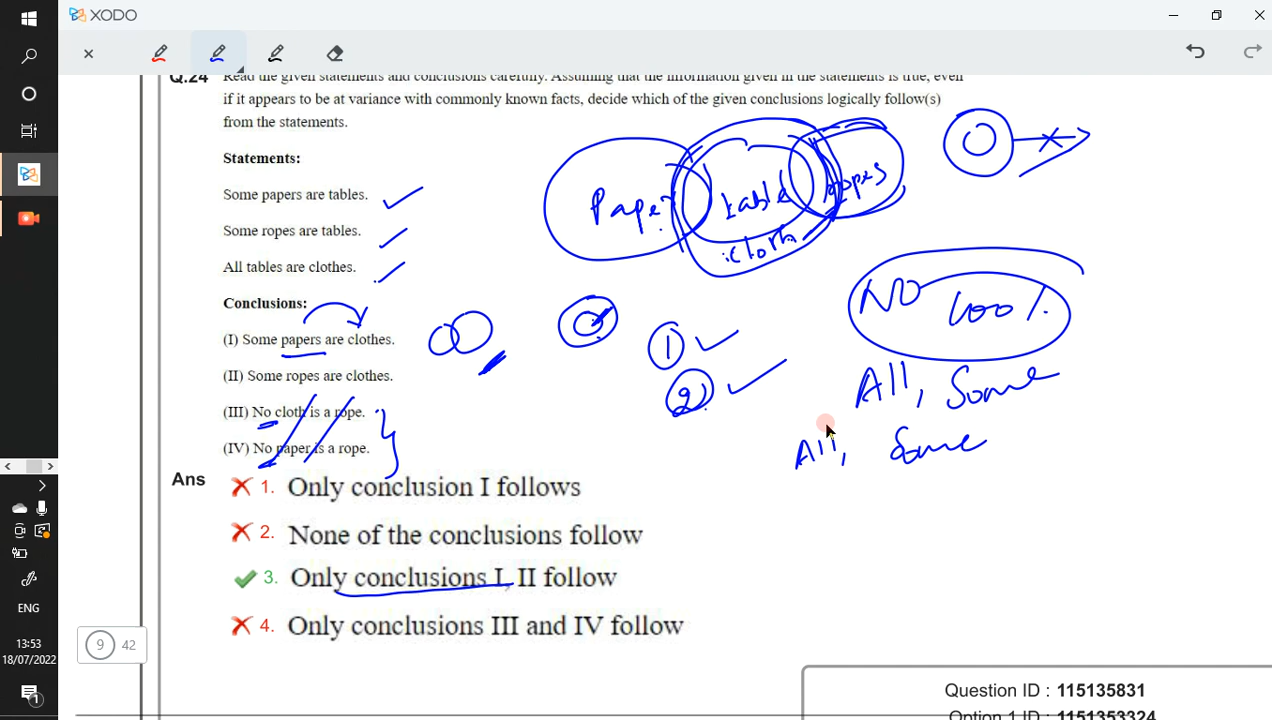 XODO
Q.24 Read the given statements and conclusions carefully. Assuming that the information given in the statements is true, even
if it appears to be at variance with commonly known facts, decide which of the given conclusions logically follow(s)
from the statements.
Statements:
Some papers are tables.
Some ropes are tables.
All tables are clothes.
Conclusions:
(I) Some papers are clothes.
(II) Some ropes are clothes.
(III) No cloth is a rope.
(IV) No paper is a rope.
Paper table ropes
cloth
NO 100%
1
2
All, Some
All, Some
Ans
1. Only conclusion I follows
2. None of the conclusions follow
3. Only conclusions I, II follow
4. Only conclusions III and IV follow
ENG
13:53
18/07/2022
1
9 42
Question ID : 115135831
Option 1 ID : 1151353324